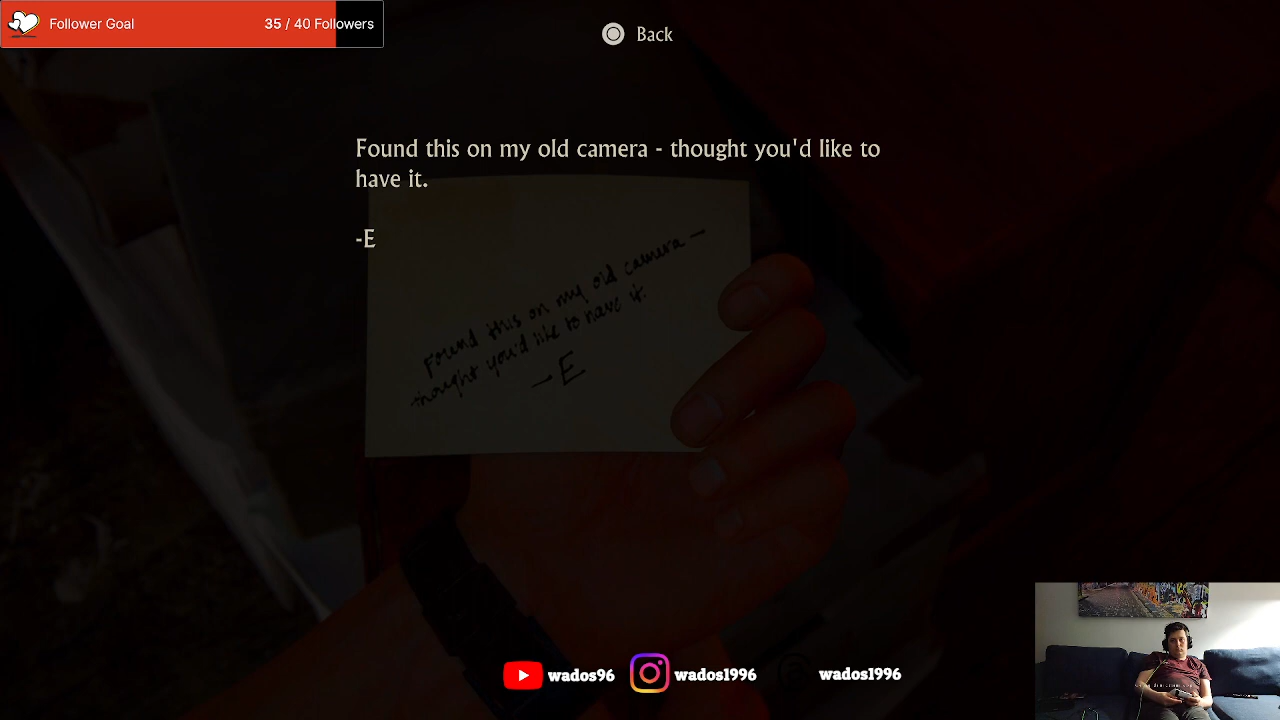 Follower Goal
35 / 40 Followers
Back
Found this on my old camera - thought you'd like to
have it.
-E
Found this on my old camera -
thought you'd like to have it.
-E
wados96
wados1996
wados1996